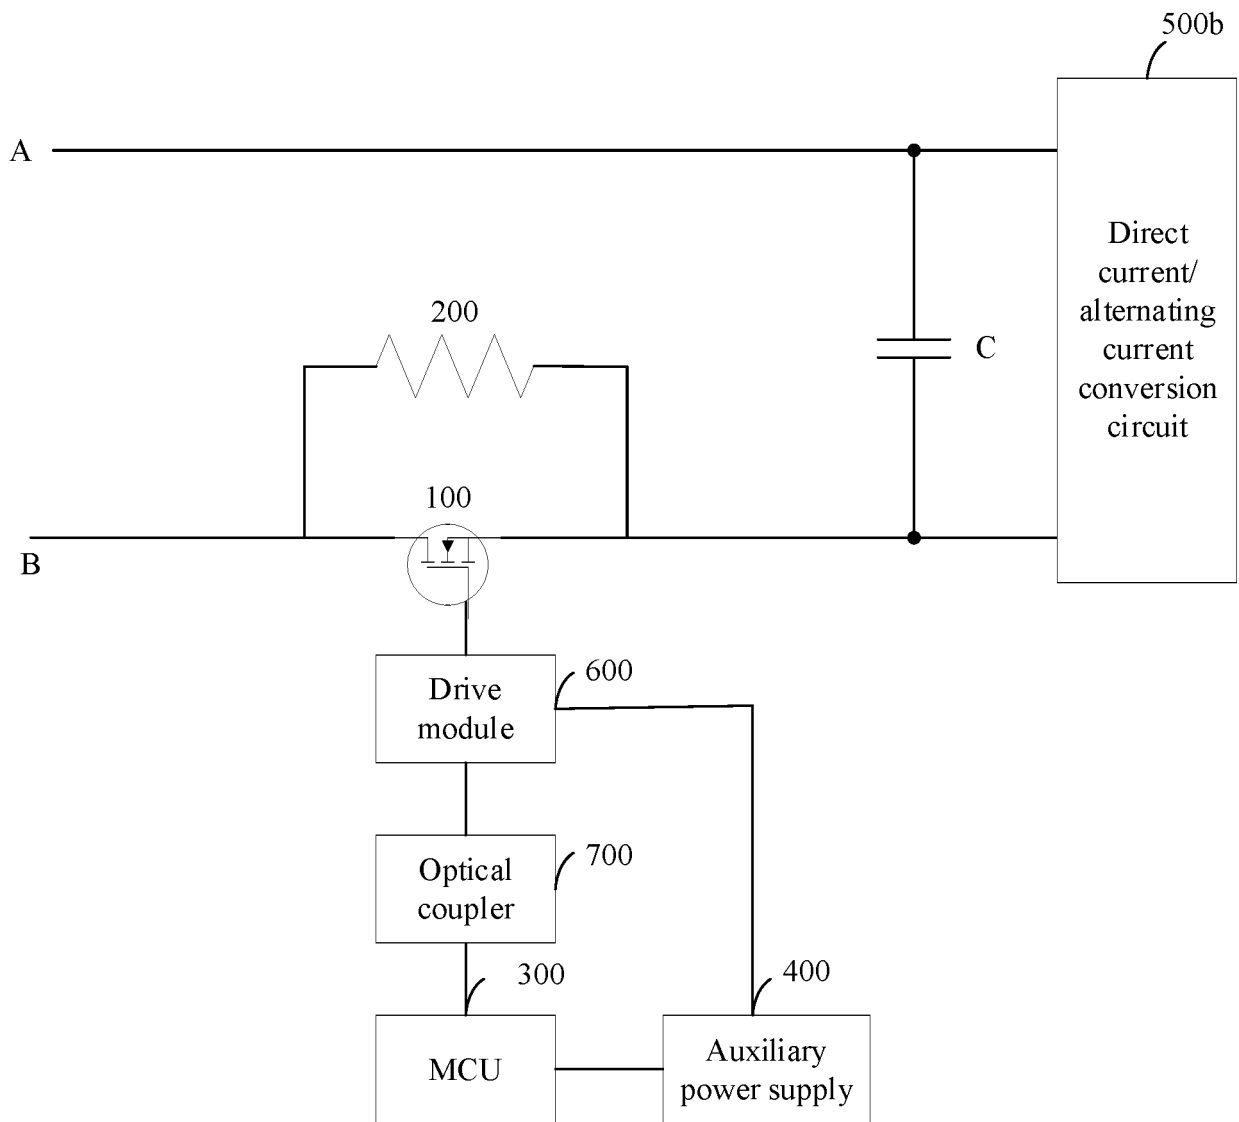 500b
A
Direct
current/
alternating
current
conversion
circuit
200
C
100
B
600
Drive
module
700
Optical
coupler
300
400
MCU
Auxiliary
power supply